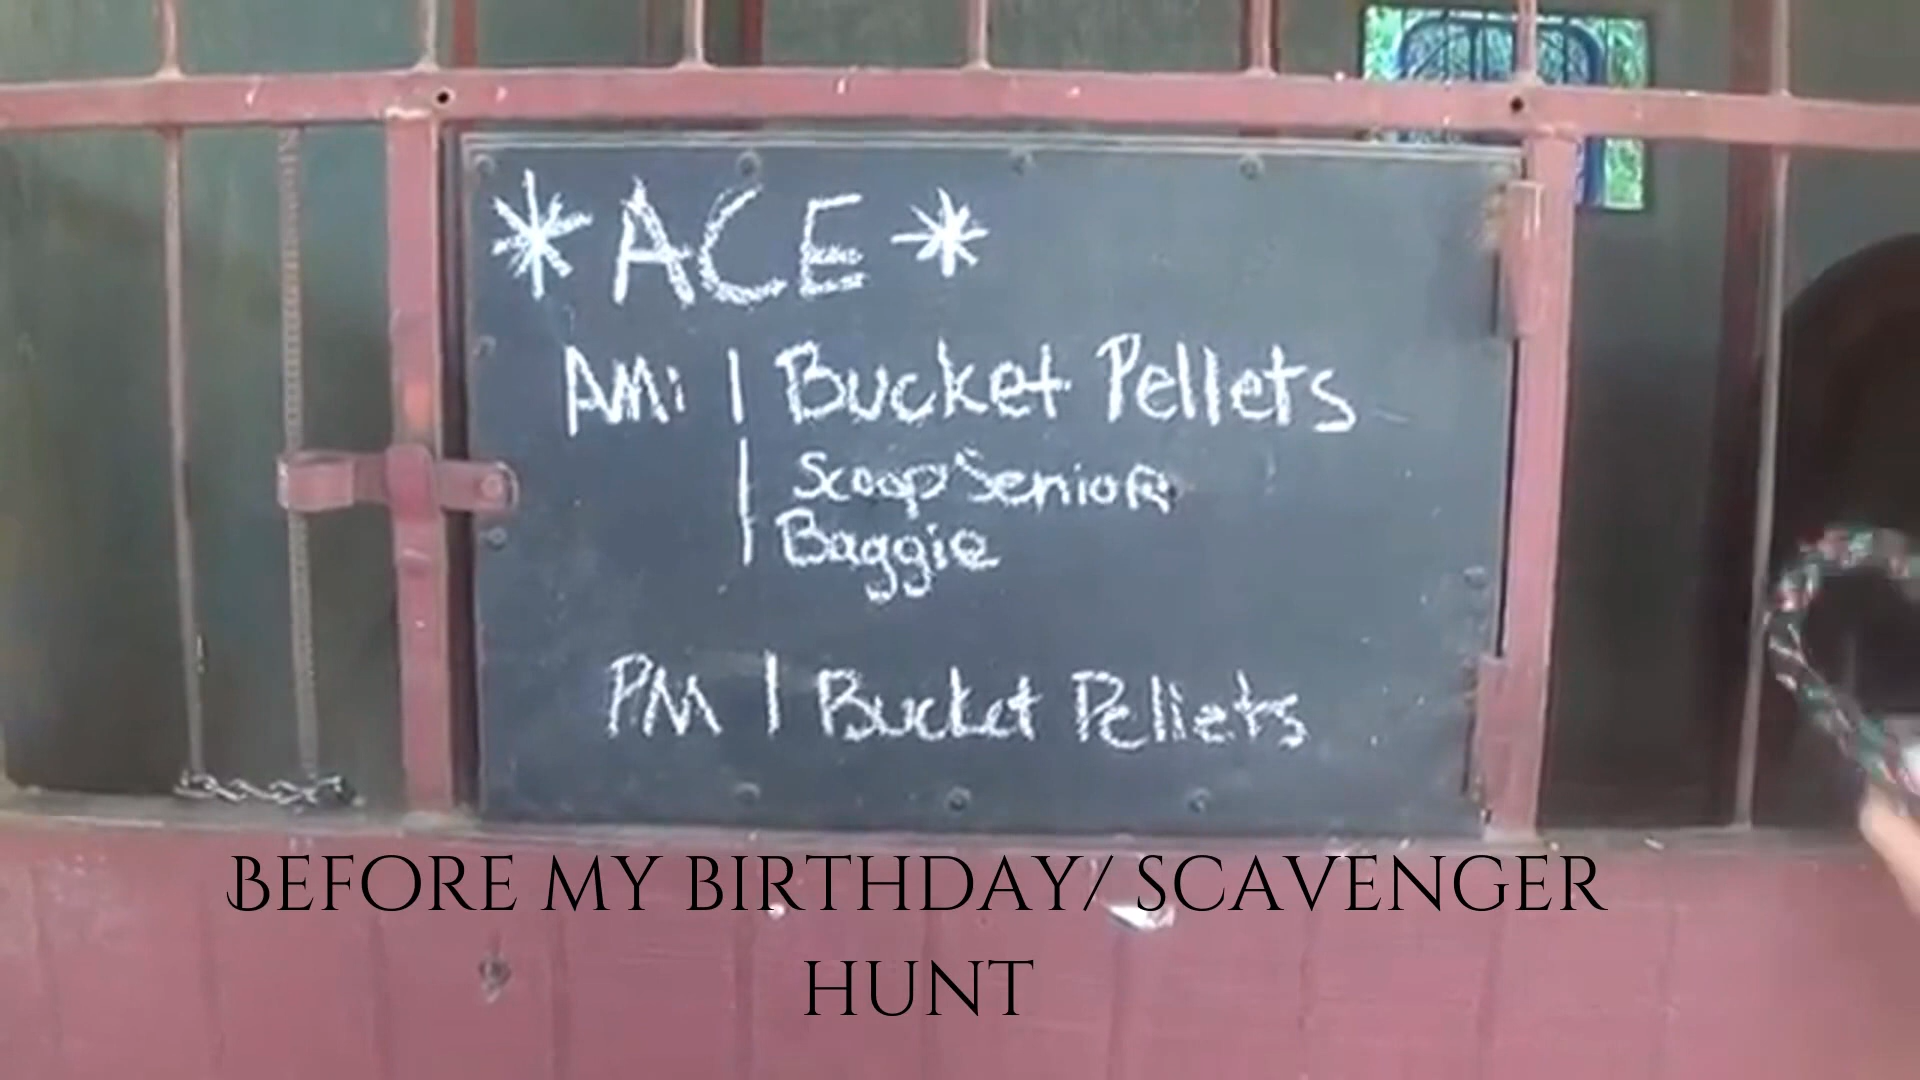 *ACE*
AM: | Bucket Pellets
| Scoop Senior
| Baggie
PM | Bucket Pellets
BEFORE MY BIRTHDAY/ SCAVENGER
HUNT